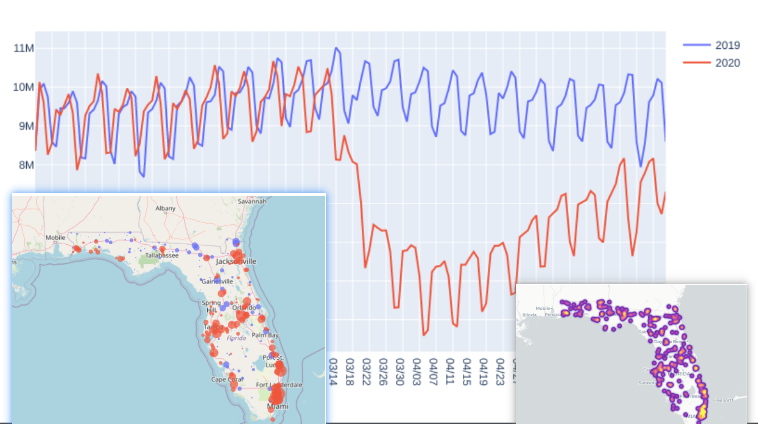 11M
2019
2020
10M
9M
8M
Savannah
Albany
Mobile
Tallahassee
Jacksonville
Gainesville
Spring
Hill
Orlando
Florida
Palm Bay
Port St.
Cape Coral
Fort Lauderdale
Miami
03/14
03/18
03/22
03/26
03/30
04/03
04/07
04/11
04/15
04/19
04/23
Mobile